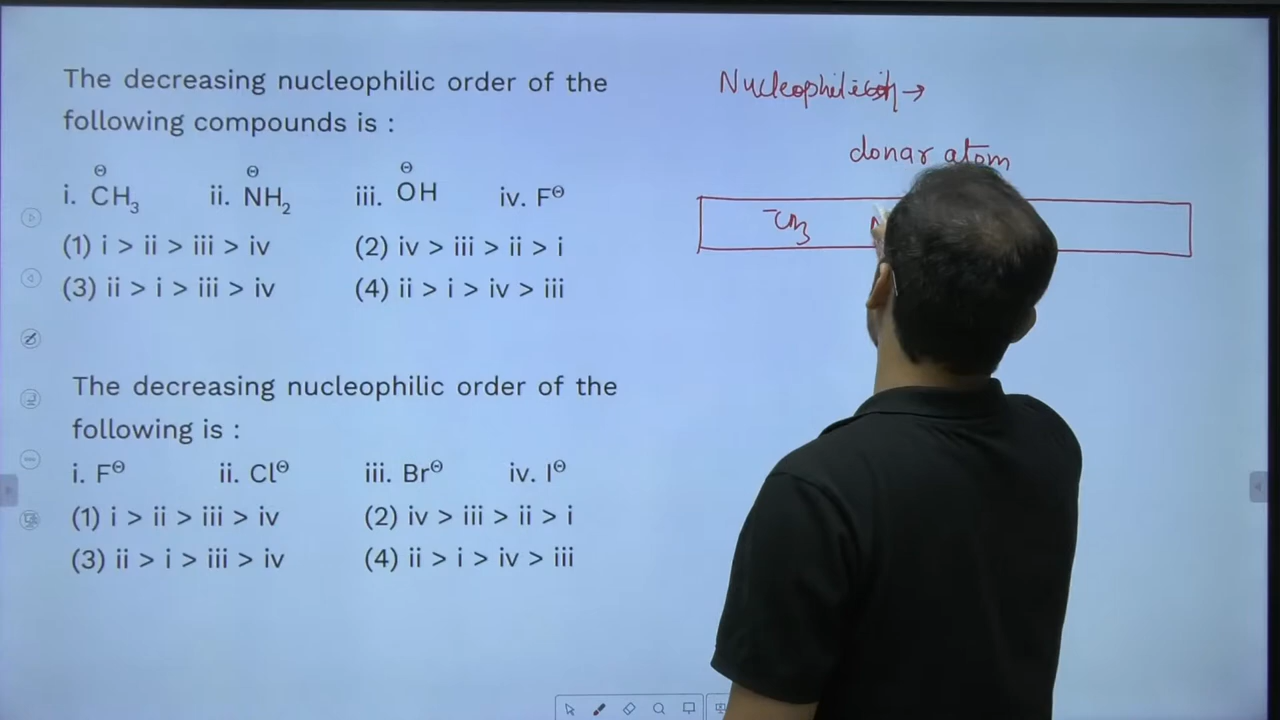 The decreasing nucleophilic order of the
following compounds is :
i. C⊖H₃ ii. N⊖H₂ iii. O⊖H iv. F⊖
(1) i > ii > iii > iv (2) iv > iii > ii > i
(3) ii > i > iii > iv (4) ii > i > iv > iii
The decreasing nucleophilic order of the
following is :
i. F⊖ ii. Cl⊖ iii. Br⊖ iv. I⊖
(1) i > ii > iii > iv (2) iv > iii > ii > i
(3) ii > i > iii > iv (4) ii > i > iv > iii
→
donar atom
⁻CH₃